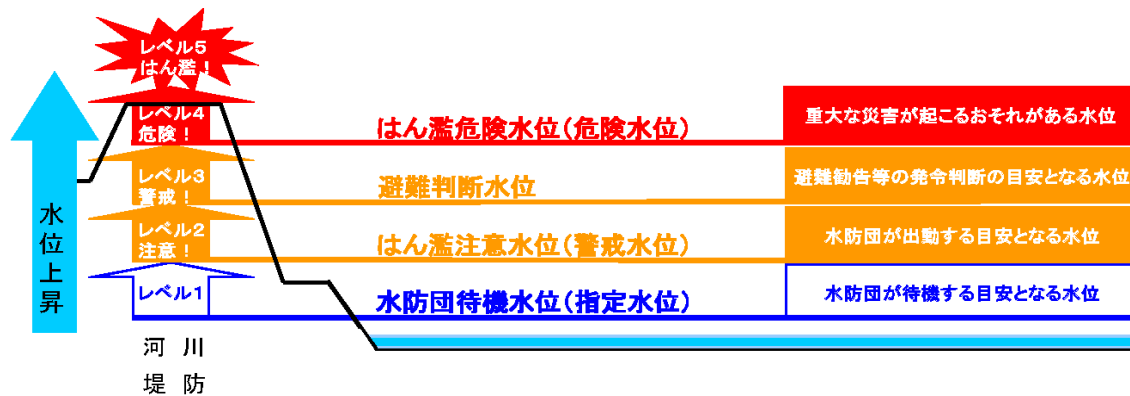 レベル5
はん濫！
レベル4
危険！
はん濫危険水位（危険水位）
重大な災害が起こるおそれがある水位
レベル3
警戒！
避難判断水位
避難勧告等の発令判断の目安となる水位
レベル2
注意！
はん濫注意水位（警戒水位）
水防団が出動する目安となる水位
レベル1
水防団待機水位（指定水位）
水防団が待機する目安となる水位
水位上昇
河川
堤防